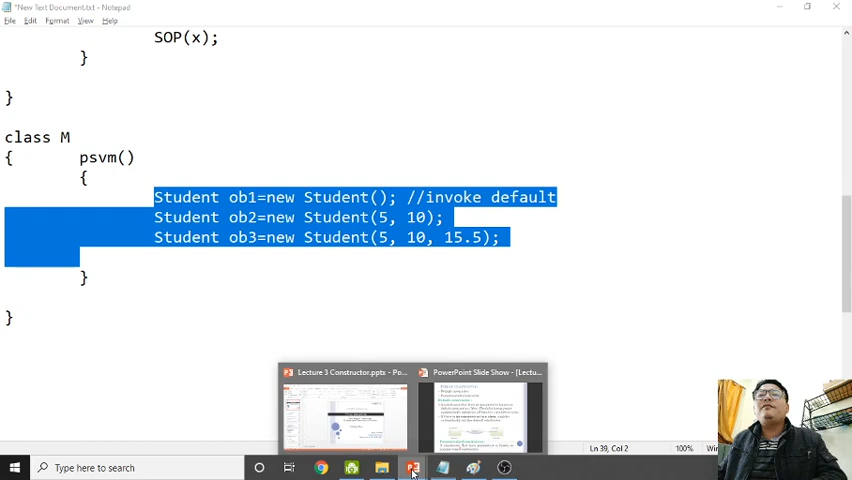 *New Text Document.txt - Notepad
File Edit Format View Help
SOP(x);
}
}
class M
{ psvm()
{
Student ob1=new Student(); //invoke default
Student ob2=new Student(5, 10);
Student ob3=new Student(5, 10, 15.5);
}
}
Lecture 3 Constructor.pptx - Po...
PowerPoint Slide Show - [Lectu...
Ln 39, Col 2
100%
Win
Type here to search